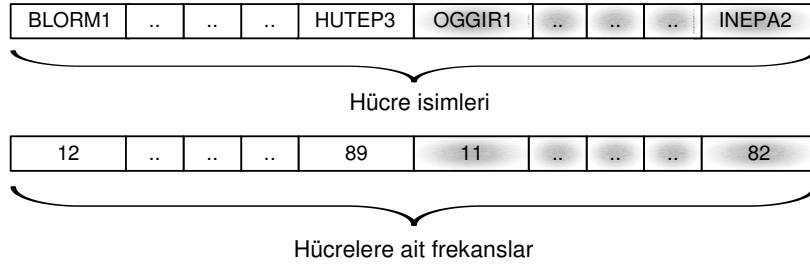 BLORM1 .. .. .. HUTEP3 OGGIR1 .. .. .. INEPA2
Hücre isimleri
12 .. .. .. 89 11 .. .. .. 82
Hücrelere ait frekanslar